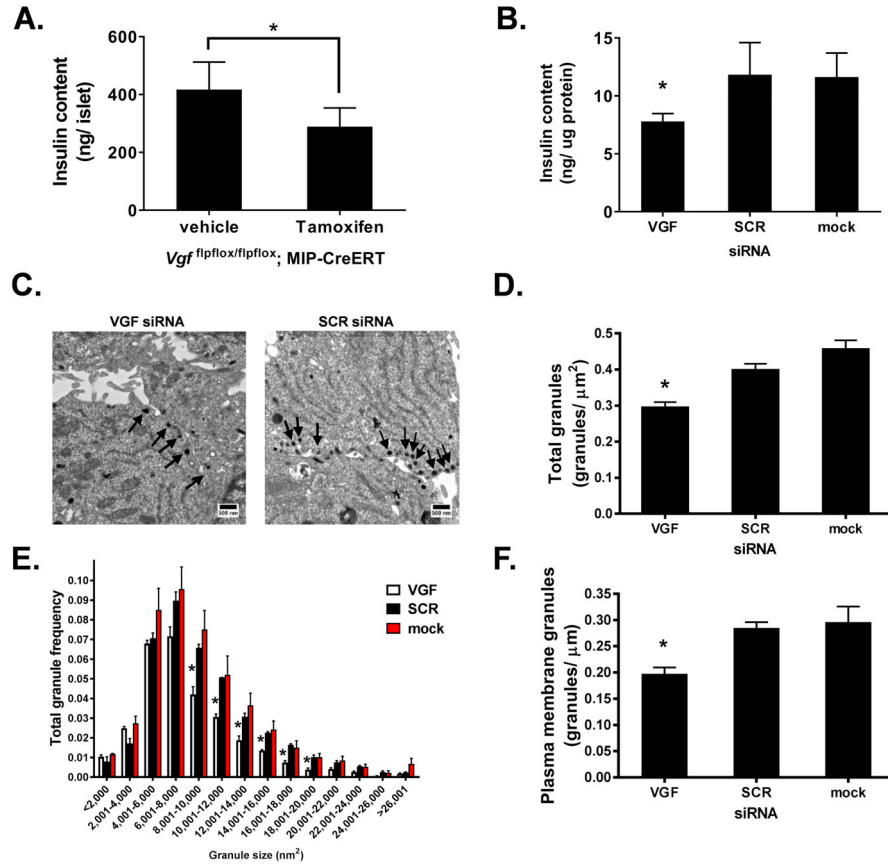 A.
600
400
200
0
Insulin content
(ng/ islet)
*
vehicle Tamoxifen
Vgf flpflox/flpflox; MIP-CreERT
B.
15
10
5
0
Insulin content
(ng/ ug protein)
*
VGF SCR mock
siRNA
C.
VGF siRNA SCR siRNA
500 nm 500 nm
D.
0.5
0.4
0.3
0.2
0.1
0.0
Total granules
(granules/ μm²)
*
VGF SCR mock
siRNA
E.
0.10
0.09
0.08
0.07
0.06
0.05
0.04
0.03
0.02
0.01
0.00
Total granule frequency
VGF
SCR
mock
* * * * * *
<2,000
2,001-4,000
4,001-6,000
6,001-8,000
8,001-10,000
10,001-12,000
12,001-14,000
14,001-16,000
16,001-18,000
18,001-20,000
20,001-22,000
22,001-24,000
24,001-26,000
>26,001
Granule size (nm²)
F.
0.35
0.30
0.25
0.20
0.15
0.10
0.05
0.00
Plasma membrane granules
(granules/ μm)
*
VGF SCR mock
siRNA